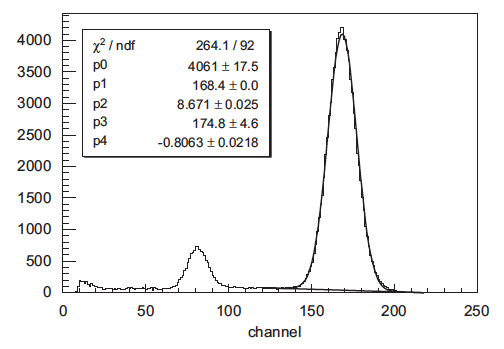 4000
3500
3000
2500
2000
1500
1000
500
0
χ² / ndf 264.1 / 92
p0 4061 ± 17.5
p1 168.4 ± 0.0
p2 8.671 ± 0.025
p3 174.8 ± 4.6
p4 -0.8063 ± 0.0218
0 50 100 150 200 250
channel